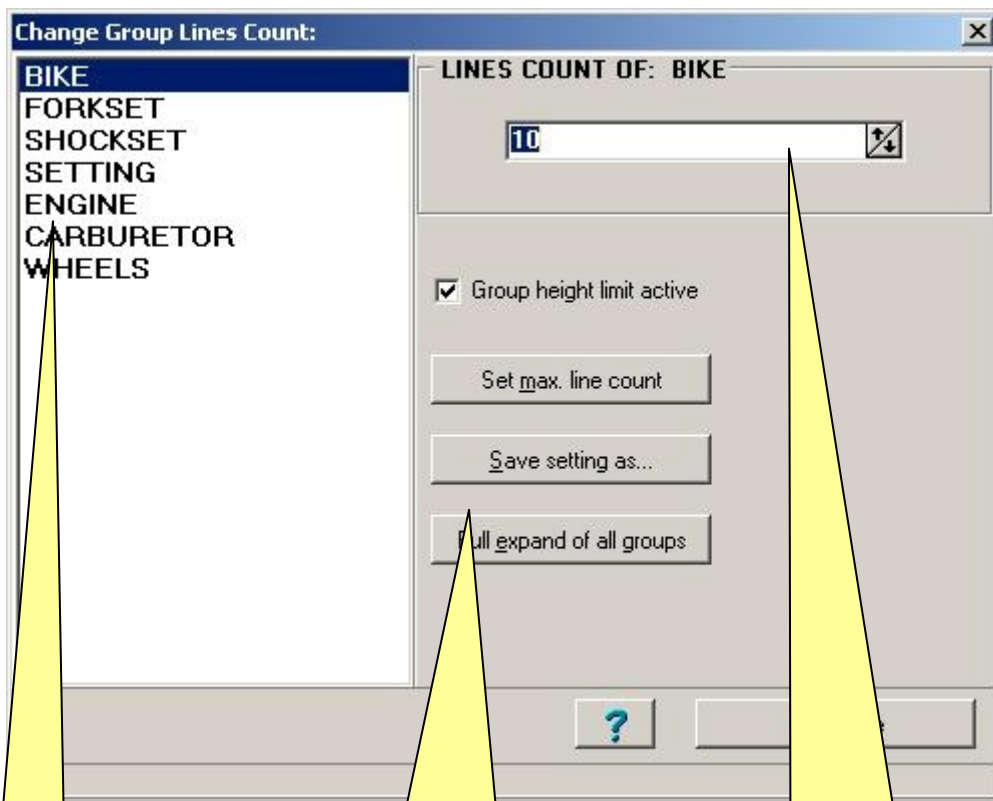 Change Group Lines Count:
BIKE
FORKSET
SHOCKSET
SETTING
ENGINE
CARBURETOR
WHEELS
LINES COUNT OF: BIKE
10
Group height limit active
Set max. line count
Save setting as...
expand of all groups
?